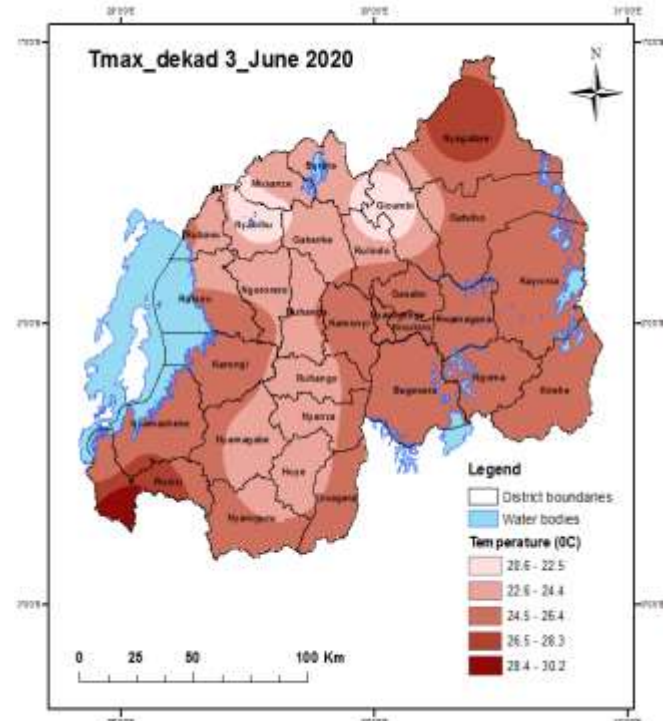 Tmax_dekad 3_June 2020
N
Nyagatare
Burera
Musanza
Gicumbi
Nyabihu
Gatsibo
Rubavu
Gakenke
Rulindo
Ngororero
Kayonza
Rutsiro
Gasabo
Muhanga
Kamonyi
Rwamagana
Karongi
Ruhango
Bugesera
Ngoma
Kirehe
Nyanza
Nyamasheke
Nyamagabe
Huye
Rusizi
Gisagara
Nyaruguru
Legend
District boundaries
Water bodies
Temperature (0C)
20.6 - 22.5
22.6 - 24.4
24.5 - 26.4
26.5 - 28.3
28.4 - 30.2
0 25 50 100 Km